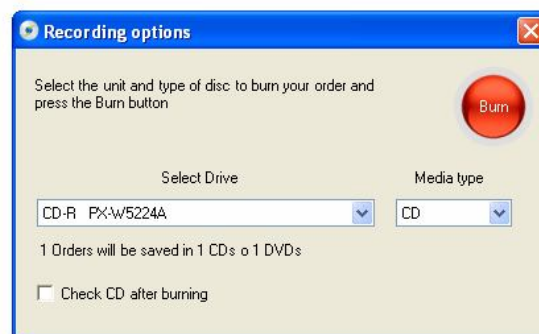 Recording options
Select the unit and type of disc to burn your order and
press the Burn button
Burn
Select Drive
Media type
CD-R PX-W5224A
CD
1 Orders will be saved in 1 CDs o 1 DVDs
Check CD after burning